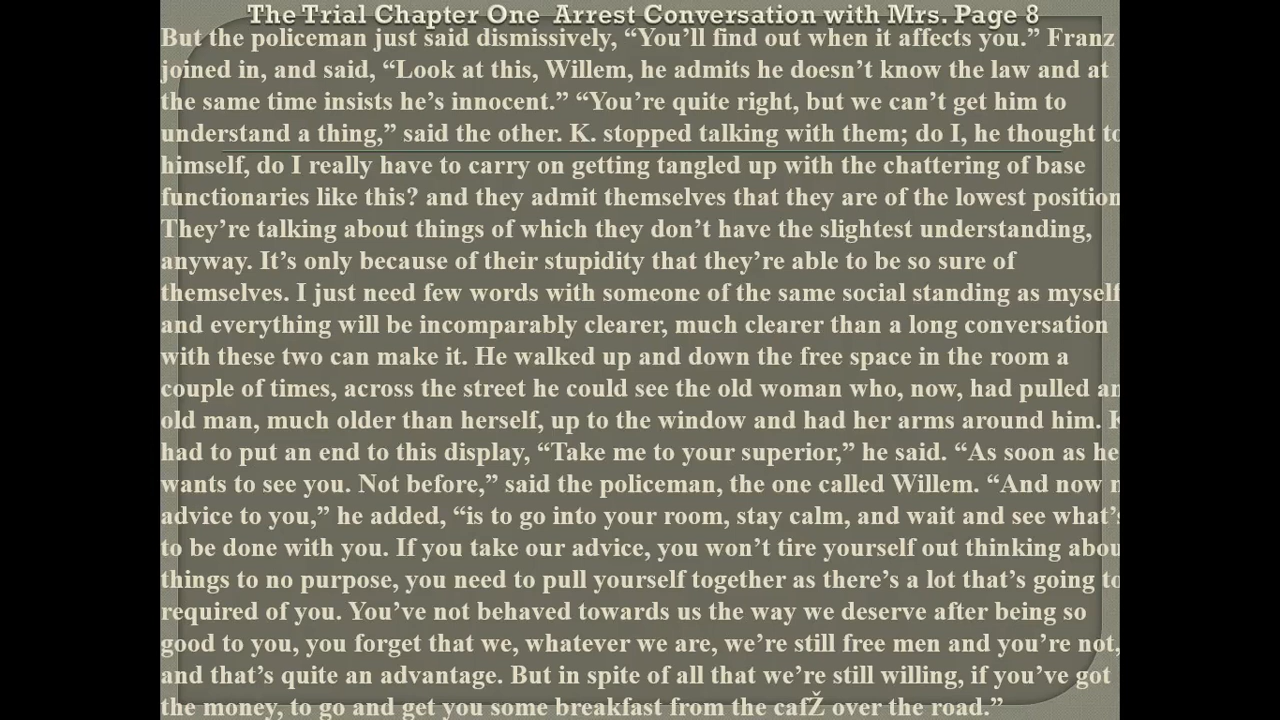 The Trial Chapter One Arrest Conversation with Mrs. Page 8
But the policeman just said dismissively, “You’ll find out when it affects you.” Franz
joined in, and said, “Look at this, Willem, he admits he doesn’t know the law and at
the same time insists he’s innocent.” “You’re quite right, but we can’t get him to
understand a thing,” said the other. K. stopped talking with them; do I, he thought to
himself, do I really have to carry on getting tangled up with the chattering of base
functionaries like this? and they admit themselves that they are of the lowest position
They’re talking about things of which they don’t have the slightest understanding,
anyway. It’s only because of their stupidity that they’re able to be so sure of
themselves. I just need few words with someone of the same social standing as myself
and everything will be incomparably clearer, much clearer than a long conversation
with these two can make it. He walked up and down the free space in the room a
couple of times, across the street he could see the old woman who, now, had pulled an
old man, much older than herself, up to the window and had her arms around him. K
had to put an end to this display, “Take me to your superior,” he said. “As soon as he
wants to see you. Not before,” said the policeman, the one called Willem. “And now
advice to you,” he added, “is to go into your room, stay calm, and wait and see what’s
to be done with you. If you take our advice, you won’t tire yourself out thinking abou
things to no purpose, you need to pull yourself together as there’s a lot that’s going to
required of you. You’ve not behaved towards us the way we deserve after being so
good to you, you forget that we, whatever we are, we’re still free men and you’re not,
and that’s quite an advantage. But in spite of all that we’re still willing, if you’ve got
the money, to go and get you some breakfast from the cafŽ over the road.”